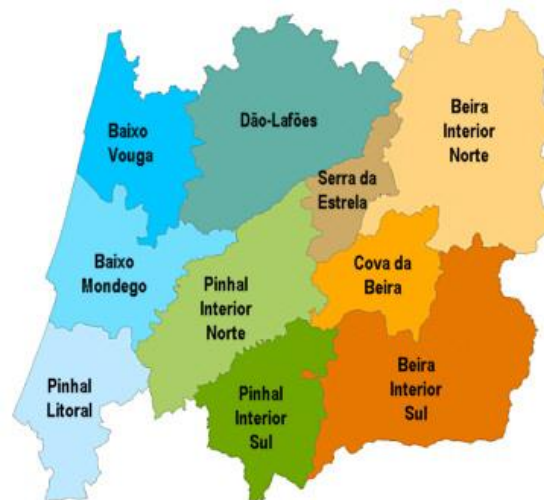 Baixo
Vouga
Dão-Lafões
Beira
Interior
Norte
Serra da
Estrela
Baixo
Mondego
Pinhal
Interior
Norte
Cova da
Beira
Pinhal
Litoral
Pinhal
Interior
Sul
Beira
Interior
Sul